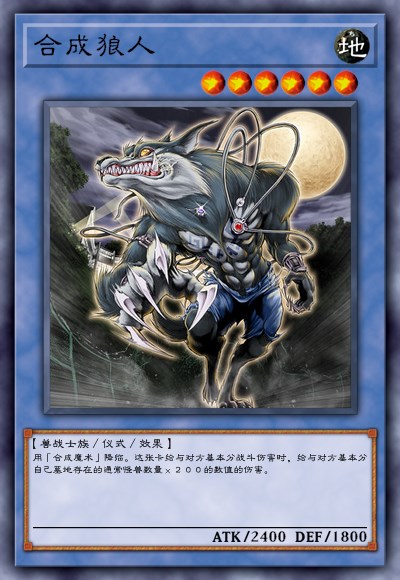 合成狼人
地
【兽战士族/仪式/效果】
用「合成魔术」降临。这张卡给与对方基本分战斗伤害时，给与对方基本分
自己墓地存在的通常怪兽数量×２００的数值的伤害。
ATK/2400 DEF/1800